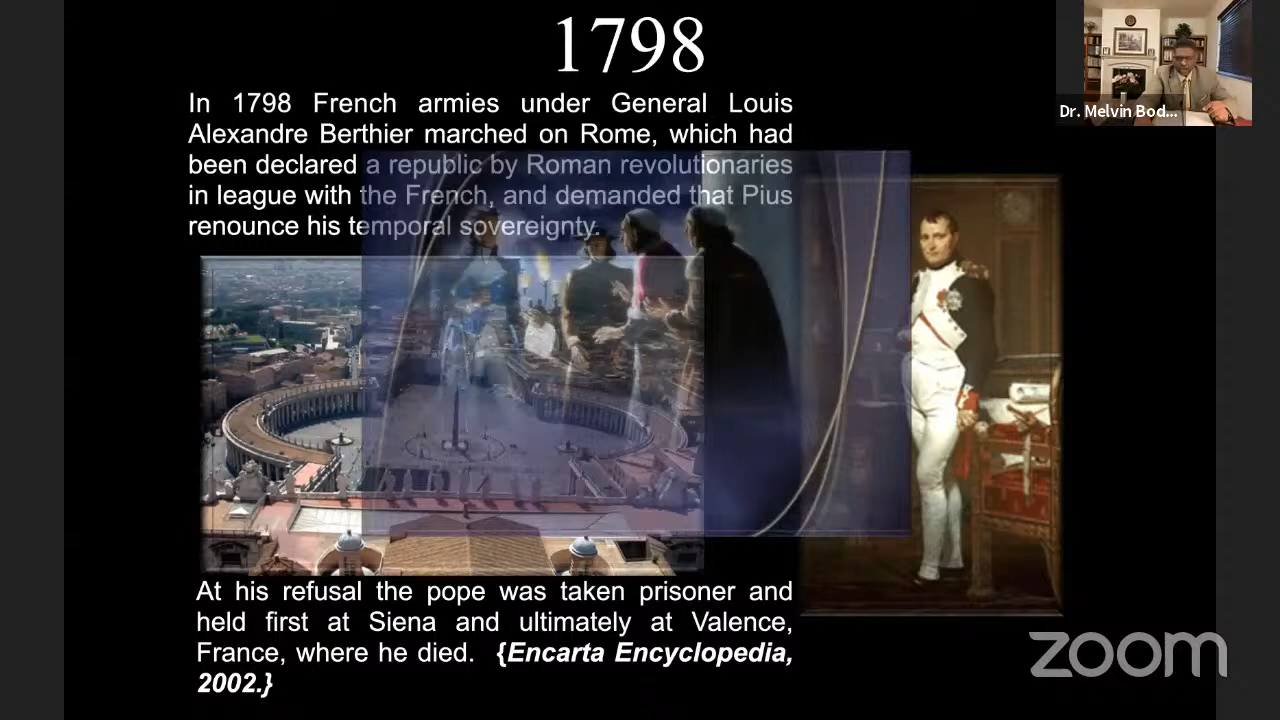 1798
In 1798 French armies under General Louis
Alexandre Berthier marched on Rome, which had
been declared a republic by Roman revolutionaries
in league with the French, and demanded that Pius
renounce his temporal sovereignty.
Dr. Melvin Bod...
At his refusal the pope was taken prisoner and
held first at Siena and ultimately at Valence,
France, where he died. {Encarta Encyclopedia,
2002.}
zoom